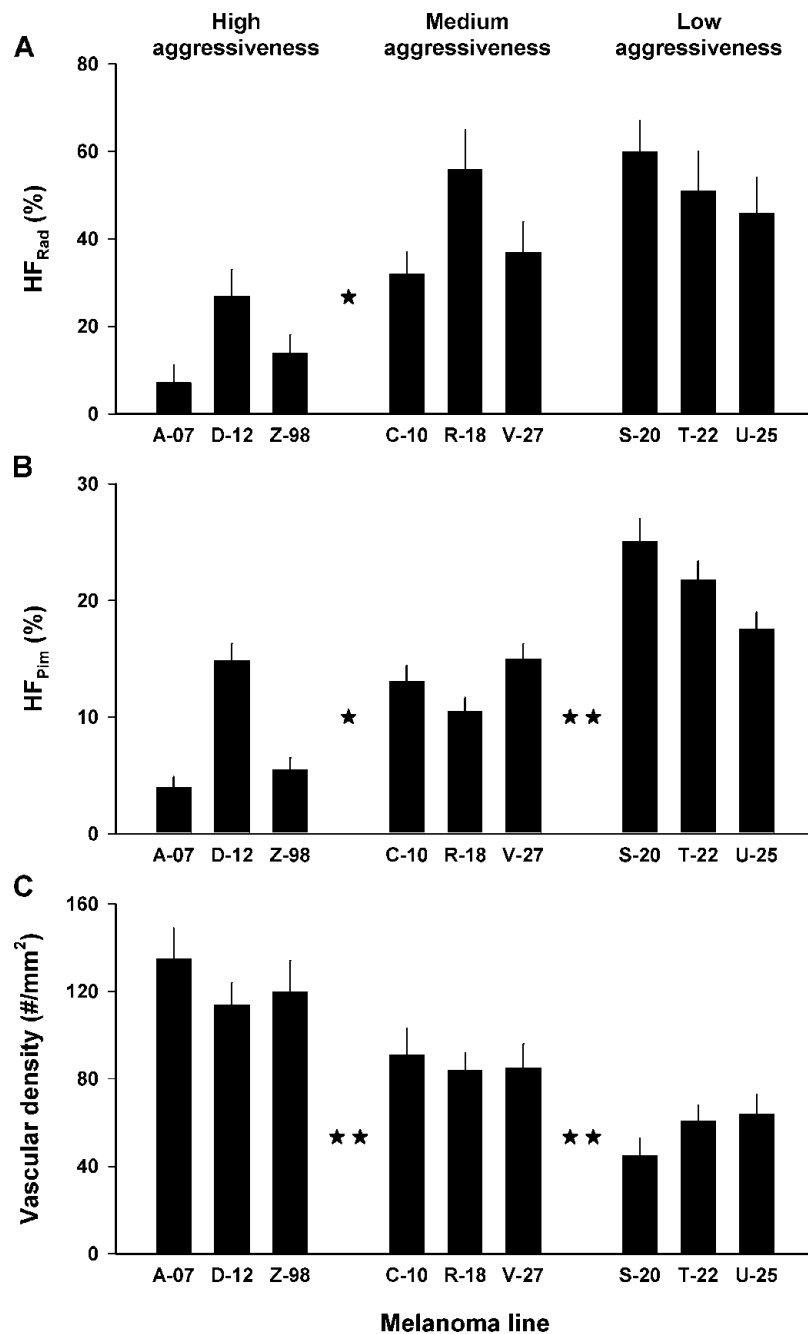 High aggressiveness
Medium aggressiveness
Low aggressiveness
A
HF_Rad (%)
80
60
40
20
0
★
A-07 D-12 Z-98 C-10 R-18 V-27 S-20 T-22 U-25
B
HF_Pim (%)
30
20
10
0
★ ★★
A-07 D-12 Z-98 C-10 R-18 V-27 S-20 T-22 U-25
C
Vascular density (#/mm²)
160
120
80
40
0
★★ ★★
A-07 D-12 Z-98 C-10 R-18 V-27 S-20 T-22 U-25
Melanoma line